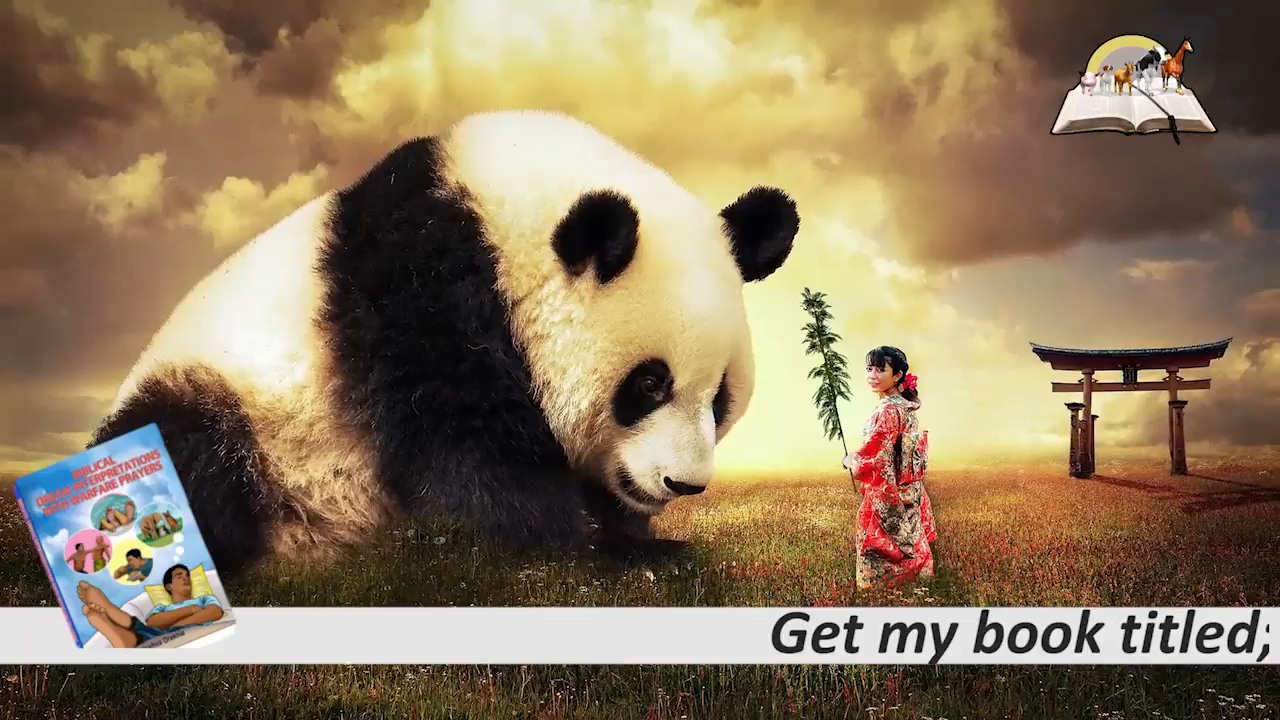 BIBLICAL
DREAM INTERPRETATIONS
WITH WARFARE PRAYERS
Get my book titled;